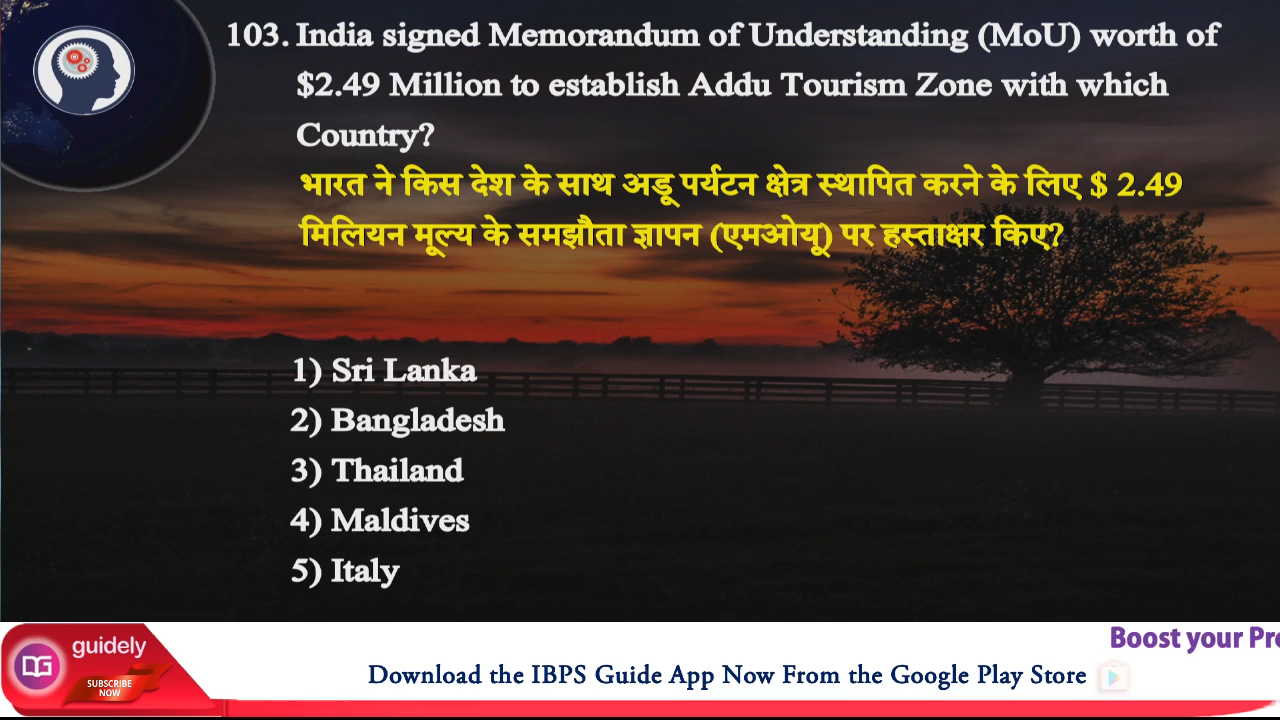 103. India signed Memorandum of Understanding (MoU) worth of
$2.49 Million to establish Addu Tourism Zone with which
Country?
भारत ने किस देश के साथ अडू पर्यटन क्षेत्र स्थापित करने के लिए $ 2.49
मिलियन मूल्य के समझौता ज्ञापन (एमओयू) पर हस्ताक्षर किए?
1) Sri Lanka
2) Bangladesh
3) Thailand
4) Maldives
5) Italy
guidely
DG
SUBSCRIBE
NOW
Boost your Pre
Download the IBPS Guide App Now From the Google Play Store